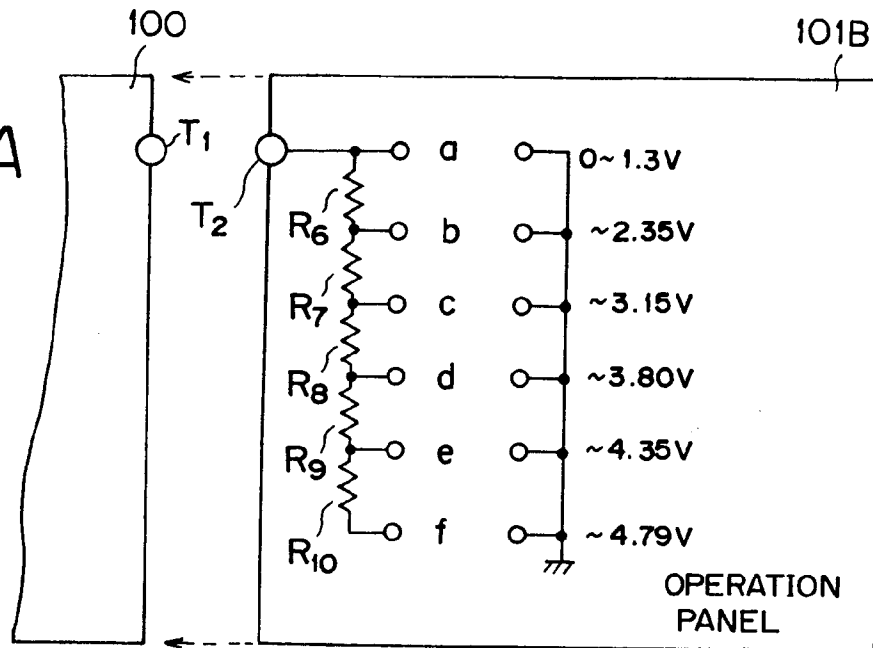 100
101B
A
T1
T2
a
0~1.3V
R6
b
~2.35V
R7
c
~3.15V
R8
d
~3.80V
R9
e
~4.35V
R10
f
~4.79V
OPERATION
PANEL